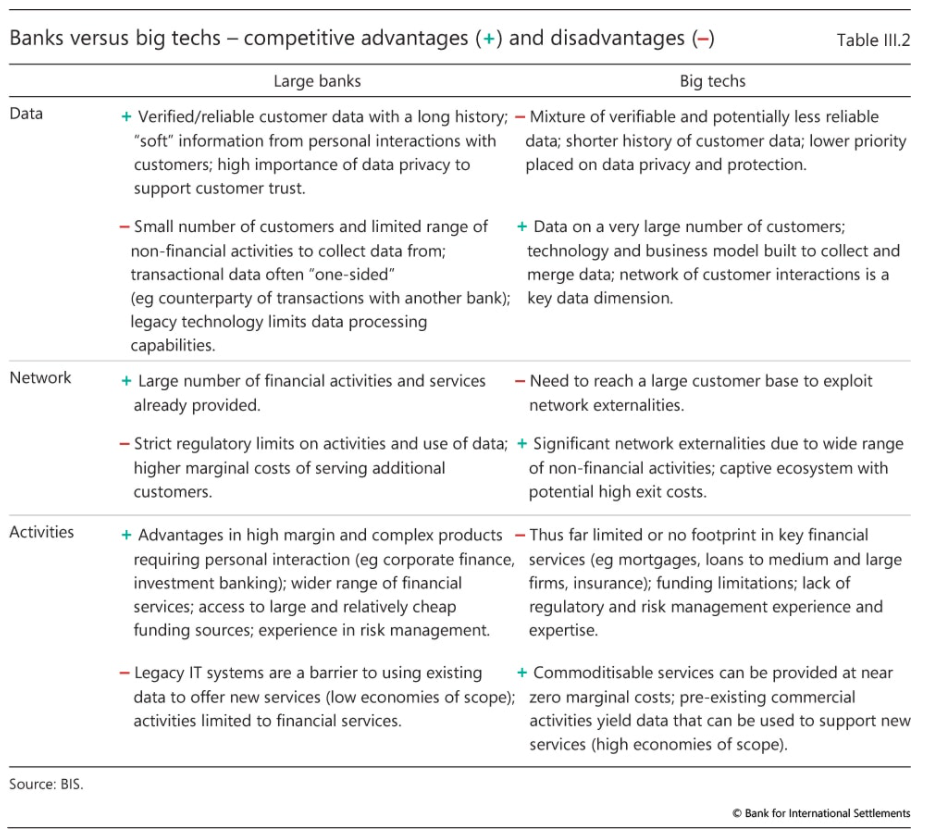 Banks versus big techs – competitive advantages (+) and disadvantages (–)
Table III.2
Large banks
Big techs
Data
+ Verified/reliable customer data with a long history;
“soft” information from personal interactions with
customers; high importance of data privacy to
support customer trust.
– Mixture of verifiable and potentially less reliable
data; shorter history of customer data; lower priority
placed on data privacy and protection.
– Small number of customers and limited range of
non-financial activities to collect data from;
transactional data often “one-sided”
(eg counterparty of transactions with another bank);
legacy technology limits data processing
capabilities.
+ Data on a very large number of customers;
technology and business model built to collect and
merge data; network of customer interactions is a
key data dimension.
Network
+ Large number of financial activities and services
already provided.
– Need to reach a large customer base to exploit
network externalities.
– Strict regulatory limits on activities and use of data;
higher marginal costs of serving additional
customers.
+ Significant network externalities due to wide range
of non-financial activities; captive ecosystem with
potential high exit costs.
Activities
+ Advantages in high margin and complex products
requiring personal interaction (eg corporate finance,
investment banking); wider range of financial
services; access to large and relatively cheap
funding sources; experience in risk management.
– Thus far limited or no footprint in key financial
services (eg mortgages, loans to medium and large
firms, insurance); funding limitations; lack of
regulatory and risk management experience and
expertise.
– Legacy IT systems are a barrier to using existing
data to offer new services (low economies of scope);
activities limited to financial services.
+ Commoditisable services can be provided at near
zero marginal costs; pre-existing commercial
activities yield data that can be used to support new
services (high economies of scope).
Source: BIS.
© Bank for International Settlements